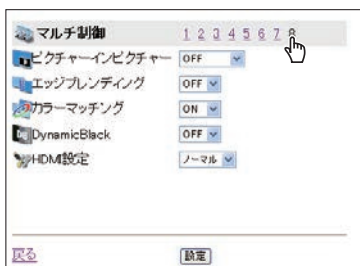 マルチ制御 1 2 3 4 5 6 7 8
ピクチャーインピクチャー OFF
エッジブレンディング OFF
カラーマッチング ON
DynamicBlack OFF
HDMI設定 ノーマル
戻る 設定